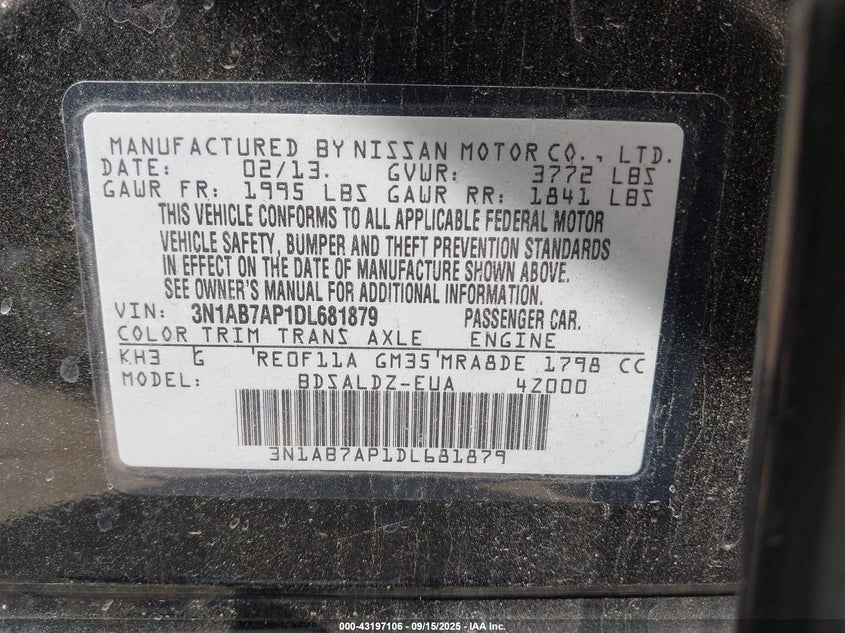 MANUFACTURED BY NISSAN MOTOR CO., LTD.
DATE: 02/13. GVWR: 3772 LBS
GAWR FR: 1995 LBS GAWR RR: 1841 LBS
THIS VEHICLE CONFORMS TO ALL APPLICABLE FEDERAL MOTOR
VEHICLE SAFETY, BUMPER AND THEFT PREVENTION STANDARDS
IN EFFECT ON THE DATE OF MANUFACTURE SHOWN ABOVE.
SEE OWNER'S MANUAL FOR ADDITIONAL INFORMATION.
VIN: 3N1AB7AP1DL681879 PASSENGER CAR.
COLOR TRIM TRANS AXLE ENGINE
KH3 G RE0F11A GM35 MRA8DE 1798 CC
MODEL: BDSALDZ-EUA 4Z000
3N1AB7AP1DL681879
000-43197106 - 09/15/2025 - IAA Inc.